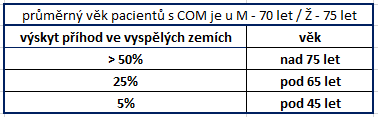 průměrný věk pacientů s COM je u M - 70 let / Ž - 75 let
výskyt příhod ve vyspělých zemích věk
> 50% nad 75 let
25% pod 65 let
5% pod 45 let